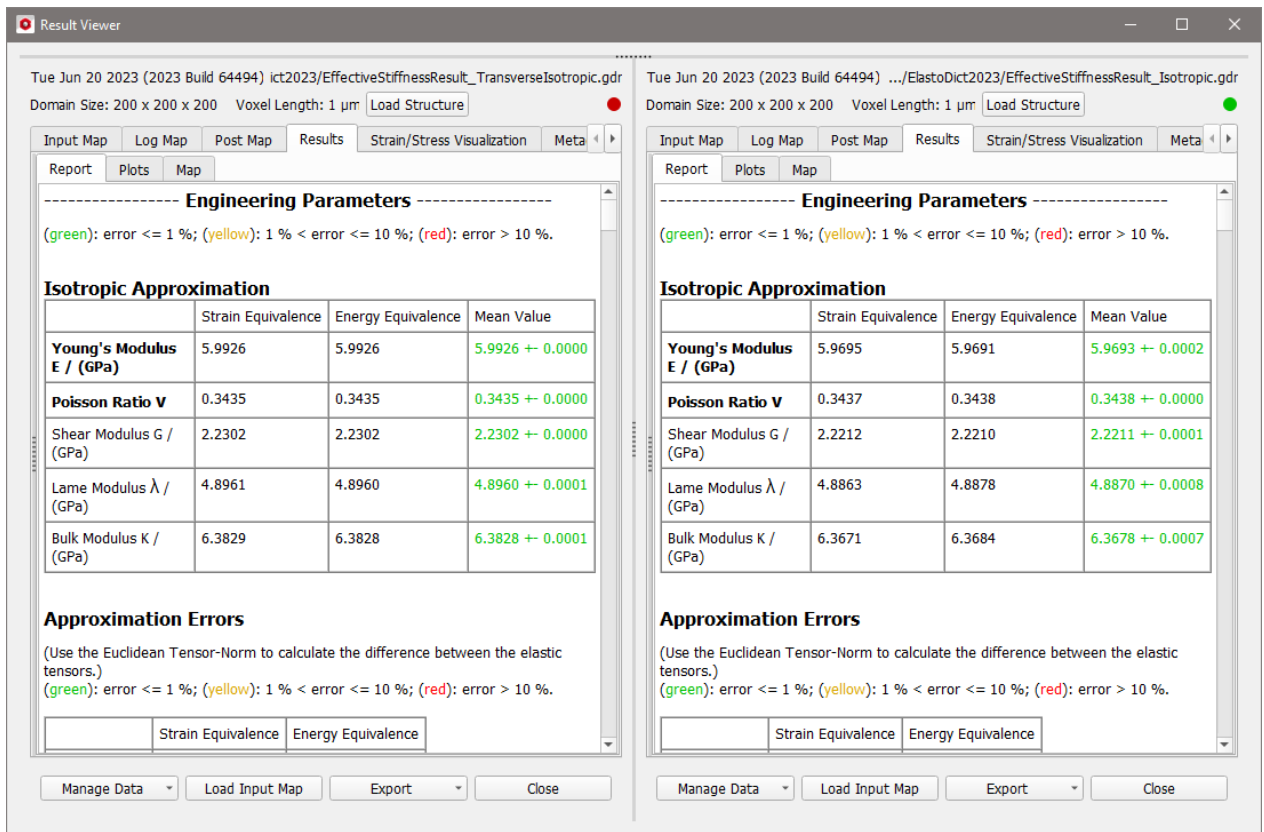 Result Viewer
Tue Jun 20 2023 (2023 Build 64494) ict2023/EffectiveStiffnessResult_TransverseIsotropic.gdr
Domain Size: 200 x 200 x 200 Voxel Length: 1 µm Load Structure
Input Map Log Map Post Map Results Strain/Stress Visualization Meta
Report Plots Map
----------------- Engineering Parameters -----------------
(green): error <= 1 %; (yellow): 1 % < error <= 10 %; (red): error > 10 %.
Isotropic Approximation
Strain Equivalence Energy Equivalence Mean Value
Young's Modulus
E / (GPa)
5.9926 5.9926 5.9926 +- 0.0000
Poisson Ratio ν 0.3435 0.3435 0.3435 +- 0.0000
Shear Modulus G /
(GPa)
2.2302 2.2302 2.2302 +- 0.0000
Lame Modulus λ /
(GPa)
4.8961 4.8960 4.8960 +- 0.0001
Bulk Modulus K /
(GPa)
6.3829 6.3828 6.3828 +- 0.0001
Approximation Errors
(Use the Euclidean Tensor-Norm to calculate the difference between the elastic
tensors.)
(green): error <= 1 %; (yellow): 1 % < error <= 10 %; (red): error > 10 %.
Strain Equivalence Energy Equivalence
Manage Data Load Input Map Export Close
Tue Jun 20 2023 (2023 Build 64494) .../ElastoDict2023/EffectiveStiffnessResult_Isotropic.gdr
Domain Size: 200 x 200 x 200 Voxel Length: 1 µm Load Structure
Input Map Log Map Post Map Results Strain/Stress Visualization Meta
Report Plots Map
----------------- Engineering Parameters -----------------
(green): error <= 1 %; (yellow): 1 % < error <= 10 %; (red): error > 10 %.
Isotropic Approximation
Strain Equivalence Energy Equivalence Mean Value
Young's Modulus
E / (GPa)
5.9695 5.9691 5.9693 +- 0.0002
Poisson Ratio ν 0.3437 0.3438 0.3438 +- 0.0000
Shear Modulus G /
(GPa)
2.2212 2.2210 2.2211 +- 0.0001
Lame Modulus λ /
(GPa)
4.8863 4.8878 4.8870 +- 0.0008
Bulk Modulus K /
(GPa)
6.3671 6.3684 6.3678 +- 0.0007
Approximation Errors
(Use the Euclidean Tensor-Norm to calculate the difference between the elastic
tensors.)
(green): error <= 1 %; (yellow): 1 % < error <= 10 %; (red): error > 10 %.
Strain Equivalence Energy Equivalence
Manage Data Load Input Map Export Close